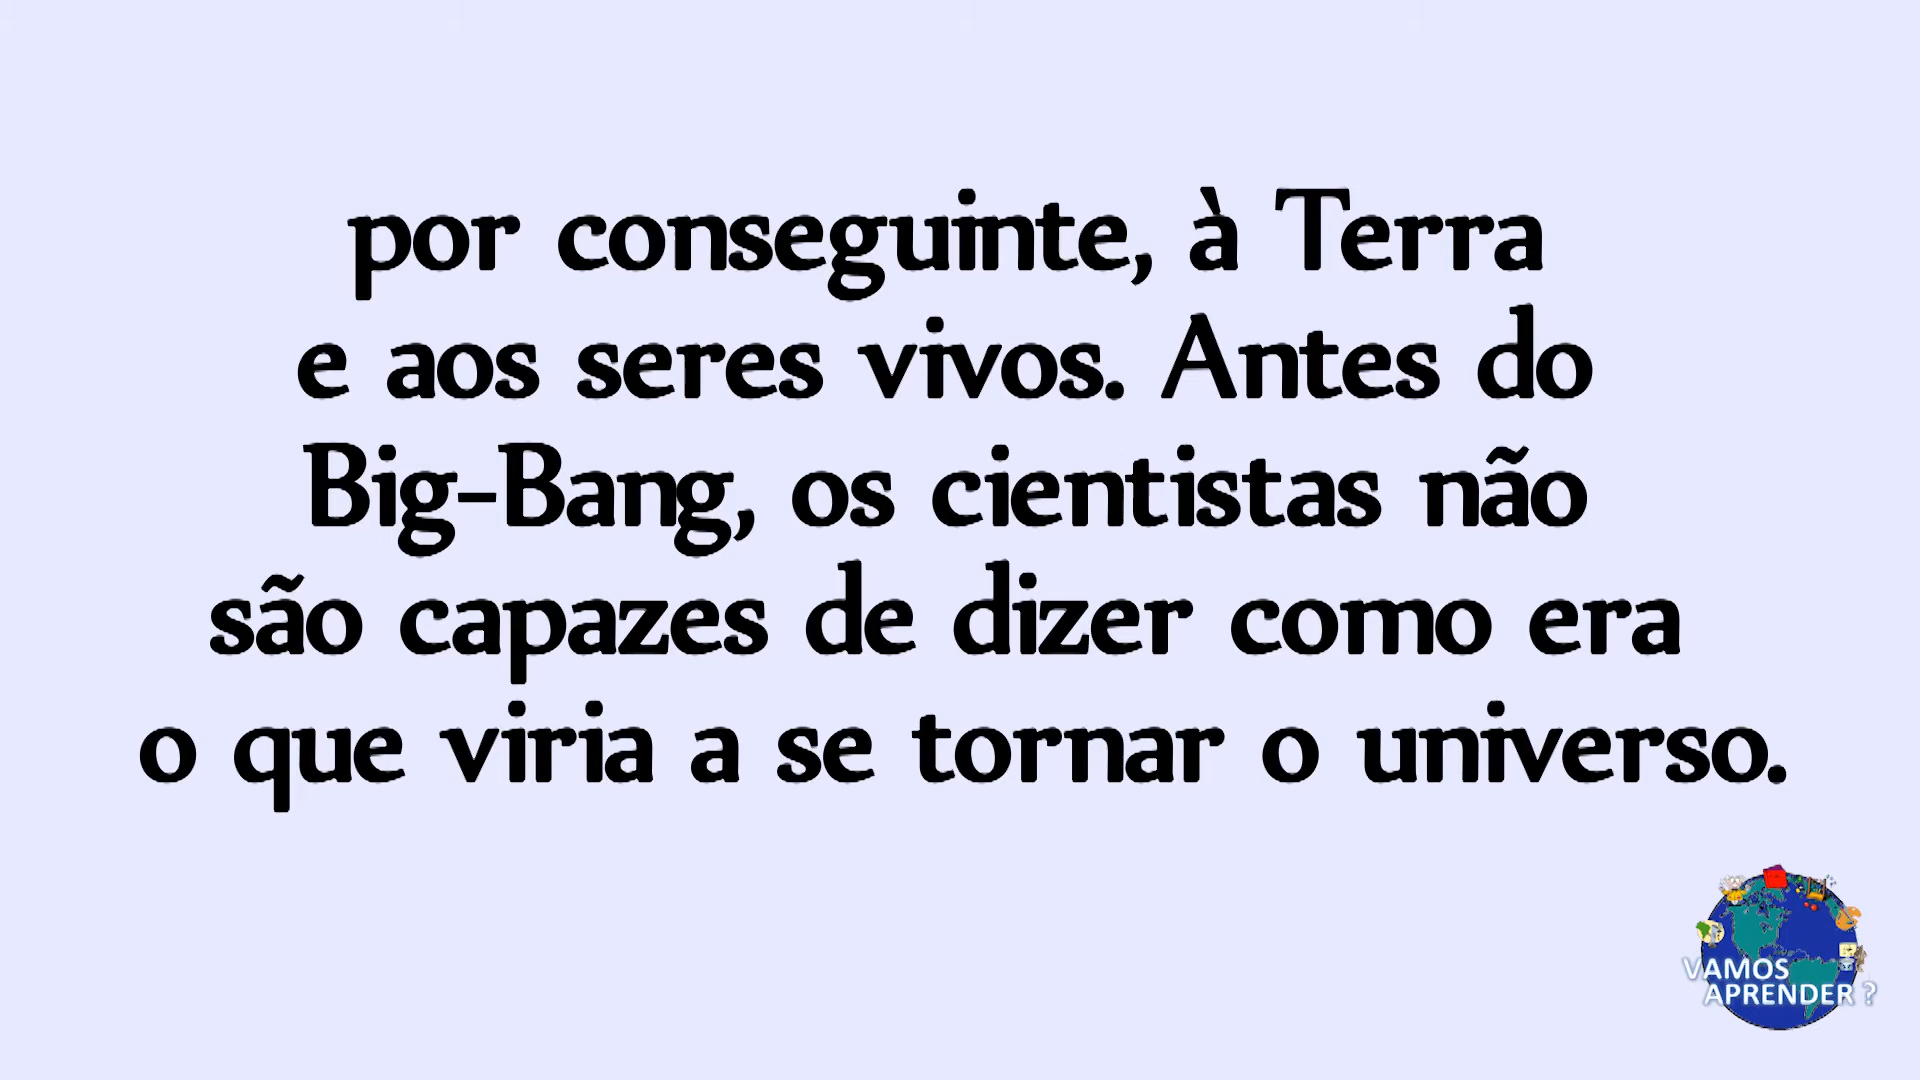 por conseguinte, à Terra
e aos seres vivos. Antes do
Big-Bang, os cientistas não
são capazes de dizer como era
o que viria a se tornar o universo.
VAMOS
APRENDER ?